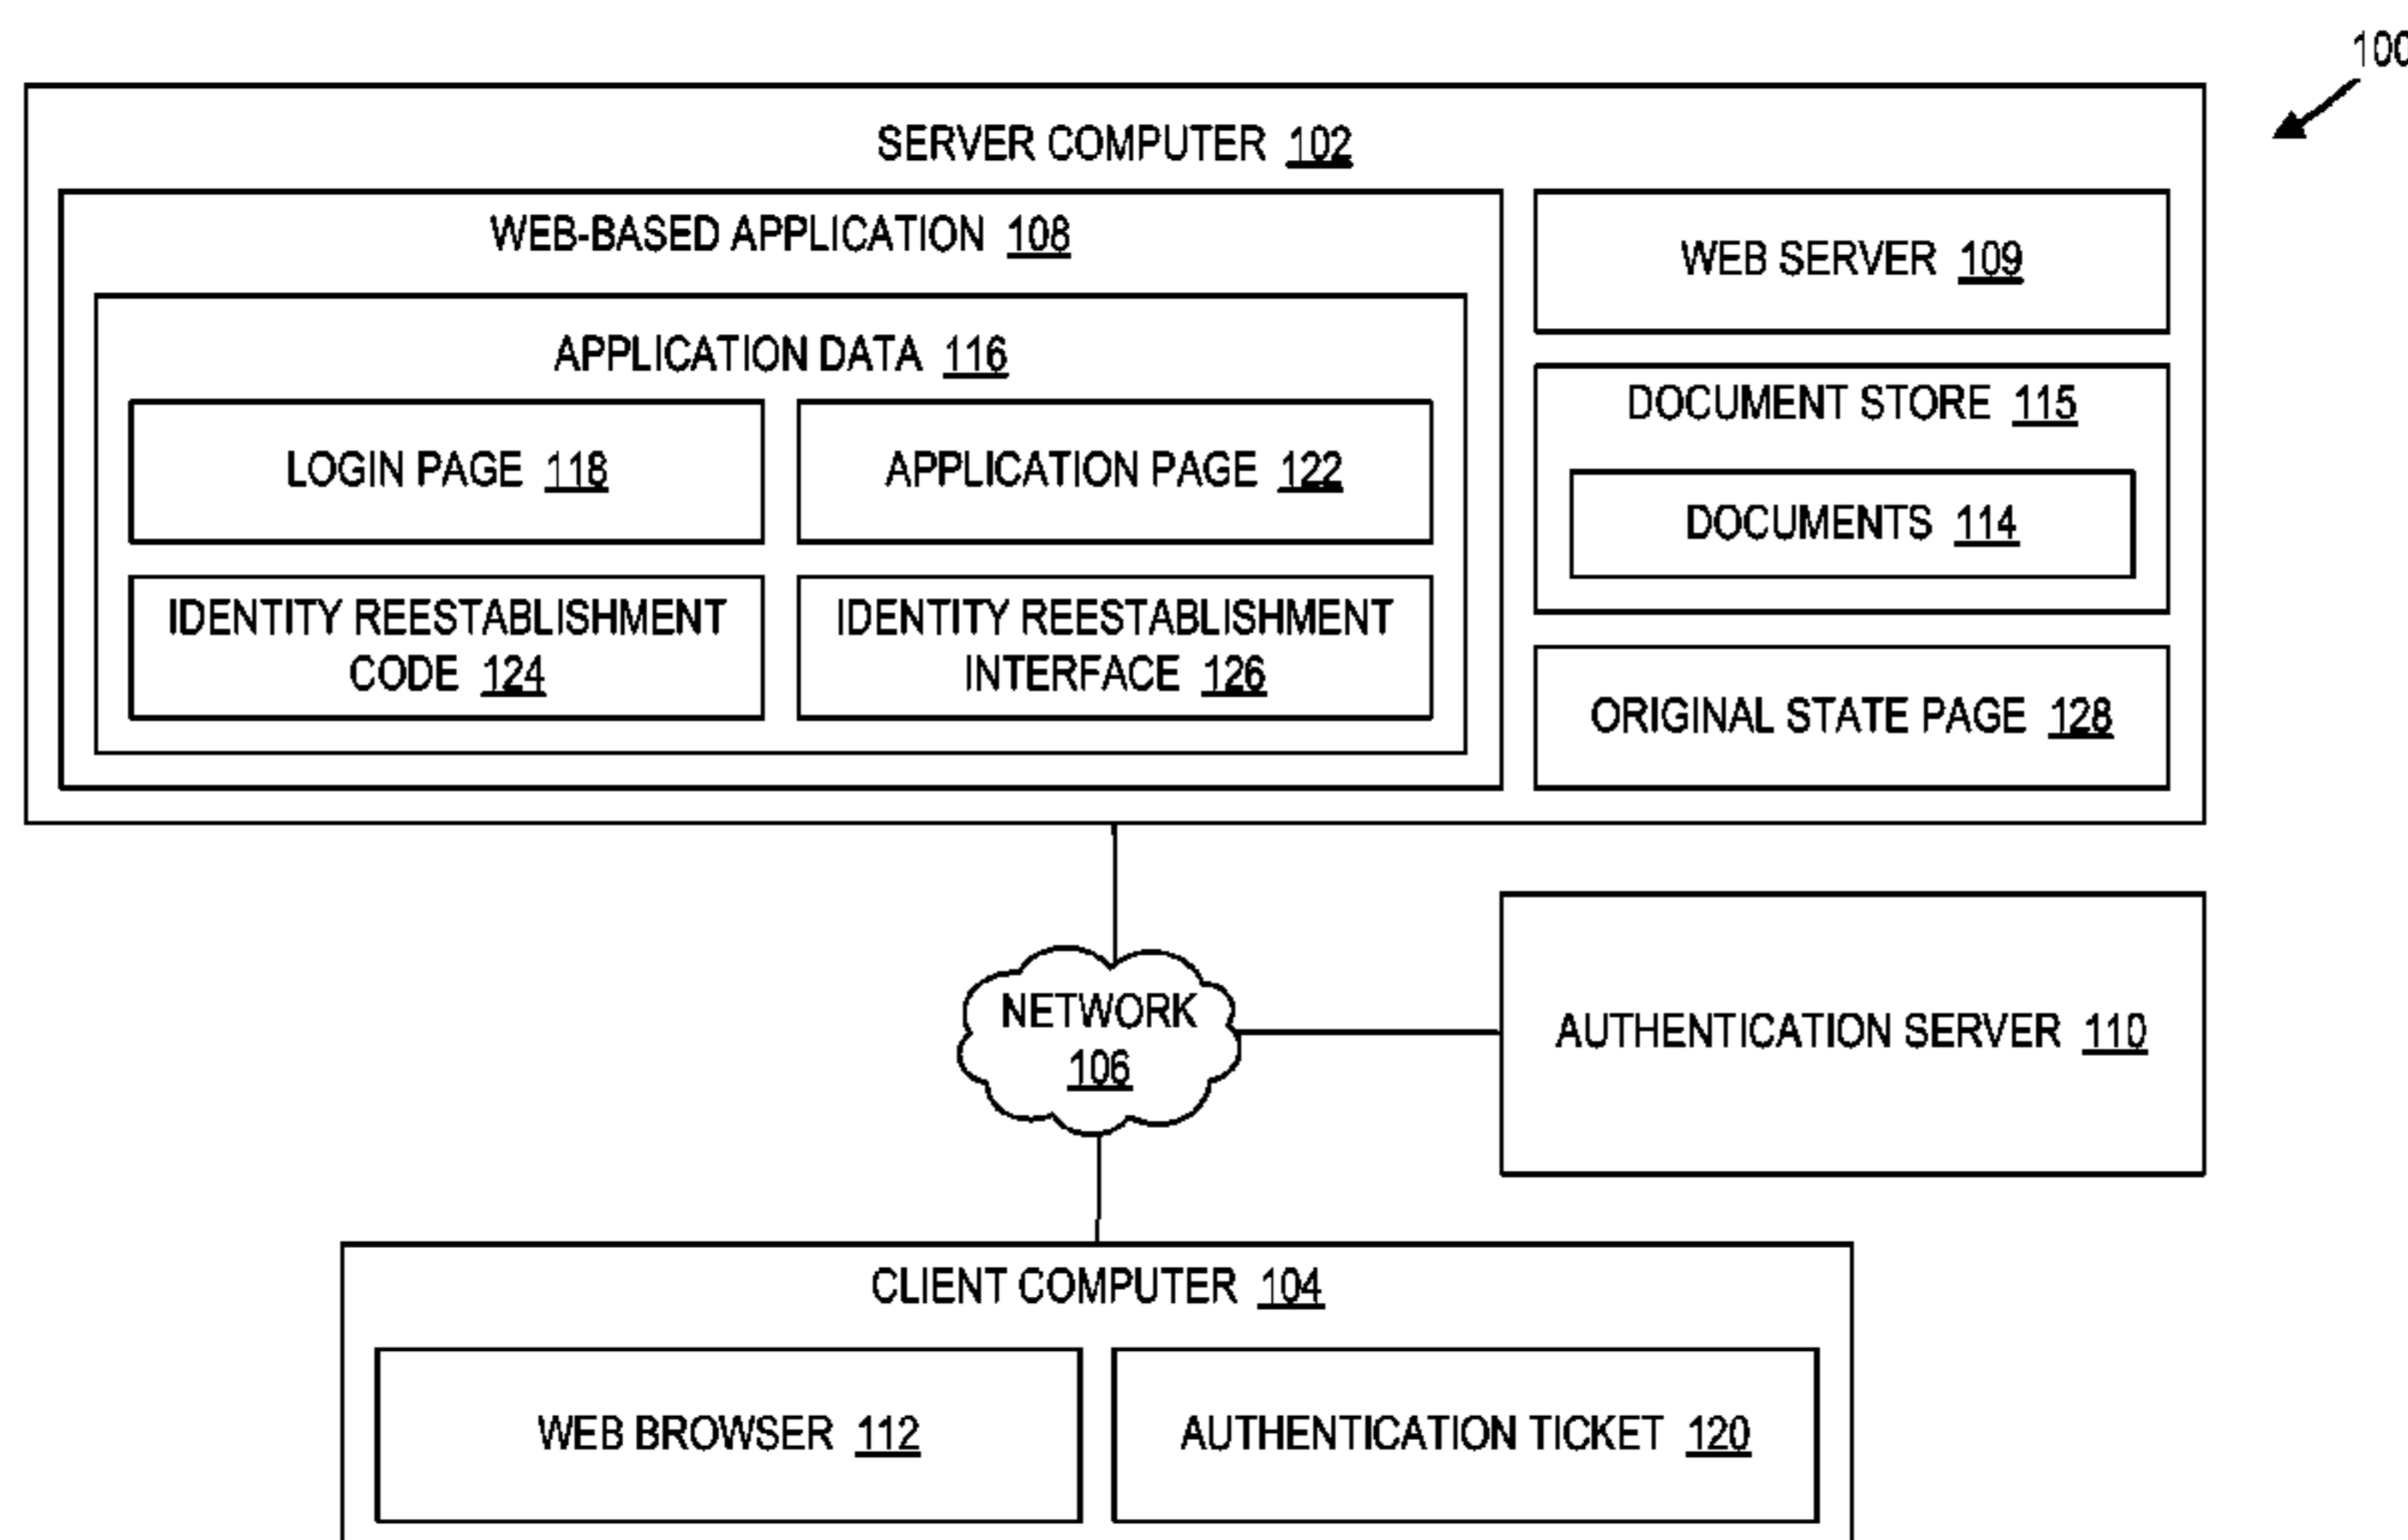 100
SERVER COMPUTER 102
WEB-BASED APPLICATION 108
APPLICATION DATA 116
LOGIN PAGE 118
APPLICATION PAGE 122
IDENTITY REESTABLISHMENT
CODE 124
IDENTITY REESTABLISHMENT
INTERFACE 126
WEB SERVER 109
DOCUMENT STORE 115
DOCUMENTS 114
ORIGINAL STATE PAGE 128
NETWORK
106
AUTHENTICATION SERVER 110
CLIENT COMPUTER 104
WEB BROWSER 112
AUTHENTICATION TICKET 120